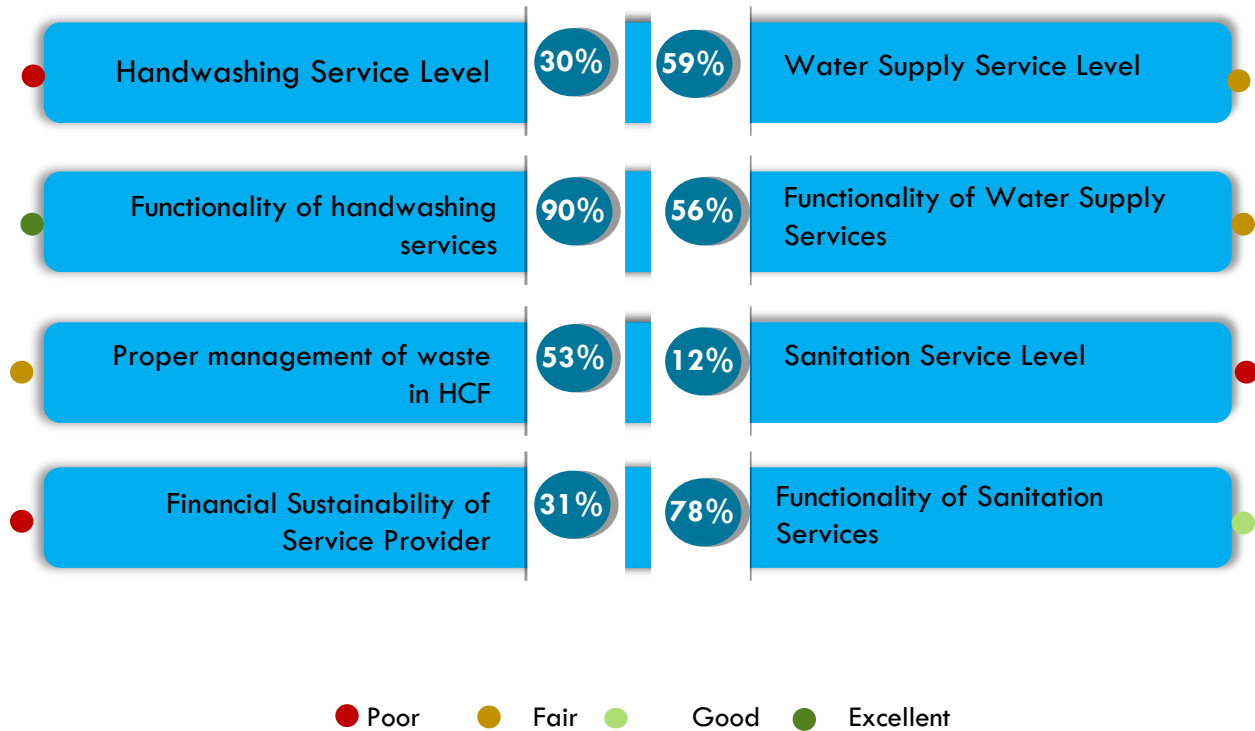 Handwashing Service Level
30%
59%
Water Supply Service Level
Functionality of handwashing
services
90%
56%
Functionality of Water Supply
Services
Proper management of waste
in HCF
53%
12%
Sanitation Service Level
Financial Sustainability of
Service Provider
31%
78%
Functionality of Sanitation
Services
Poor Fair Good Excellent